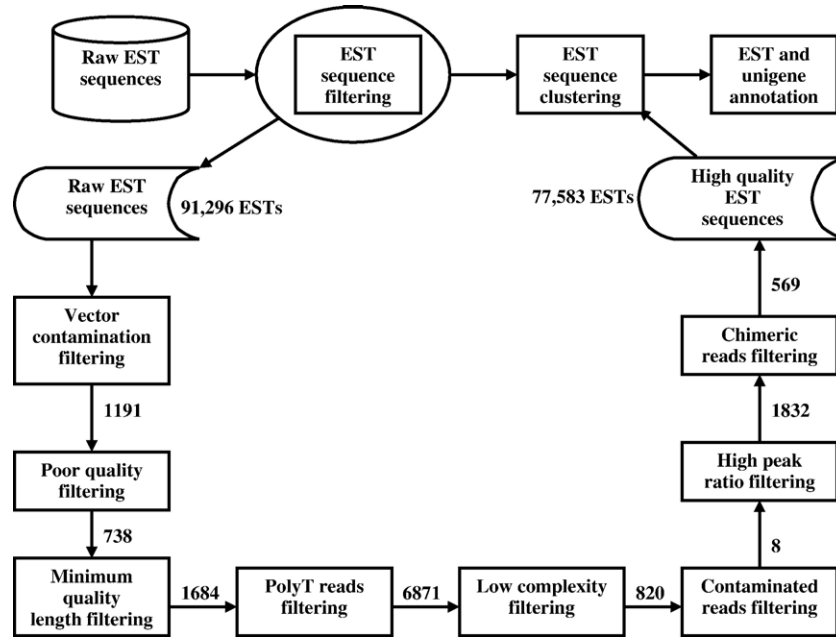 Raw EST
sequences
EST
sequence
filtering
EST
sequence
clustering
EST and
unigene
annotation
Raw EST
sequences
91,296 ESTs
77,583 ESTs
High quality
EST
sequences
Vector
contamination
filtering
1191
Poor quality
filtering
738
Minimum
quality
length filtering
1684
PolyT reads
filtering
6871
Low complexity
filtering
820
Contaminated
reads filtering
8
High peak
ratio filtering
1832
Chimeric
reads filtering
569